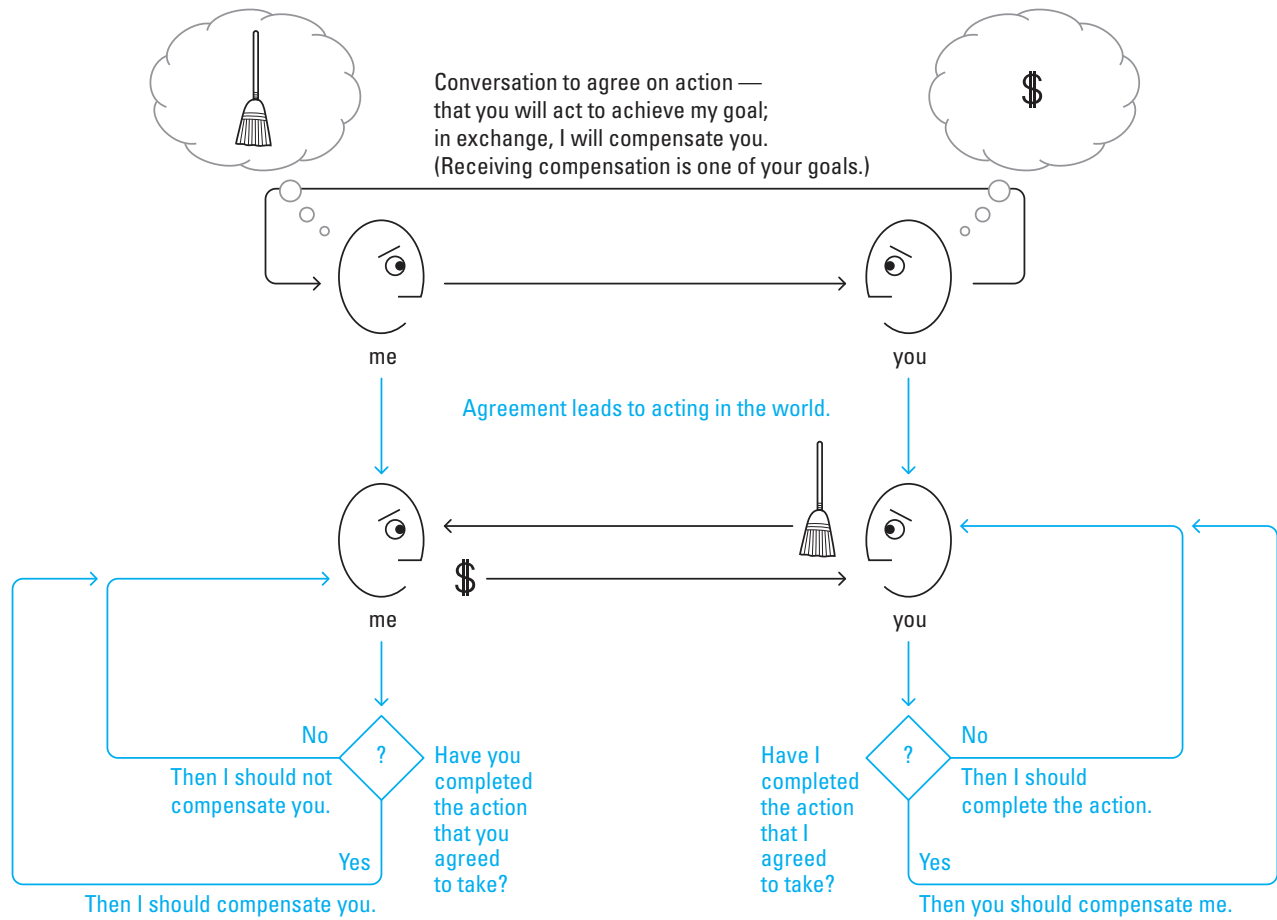 $
Conversation to agree on action —
that you will act to achieve my goal;
in exchange, I will compensate you.
(Receiving compensation is one of your goals.)
me
you
Agreement leads to acting in the world.
$
me
you
No
?
Then I should not
compensate you.
Have you
completed
the action
that you
agreed
to take?
Yes
Then I should compensate you.
Have I
completed
the action
that I
agreed
to take?
?
No
Then I should
complete the action.
Yes
Then you should compensate me.